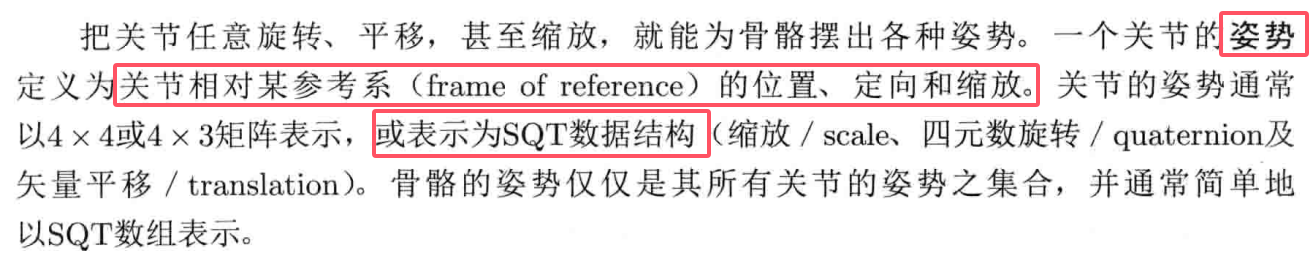 把关节任意旋转、平移，甚至缩放，就能为骨骼摆出各种姿势。一个关节的姿势
定义为关节相对某参考系（frame of reference）的位置、定向和缩放。关节的姿势通常
以4 × 4或4 × 3矩阵表示，或表示为SQT数据结构（缩放 / scale、四元数旋转 / quaternion及
矢量平移 / translation）。骨骼的姿势仅仅是其所有关节的姿势之集合，并通常简单地
以SQT数组表示。